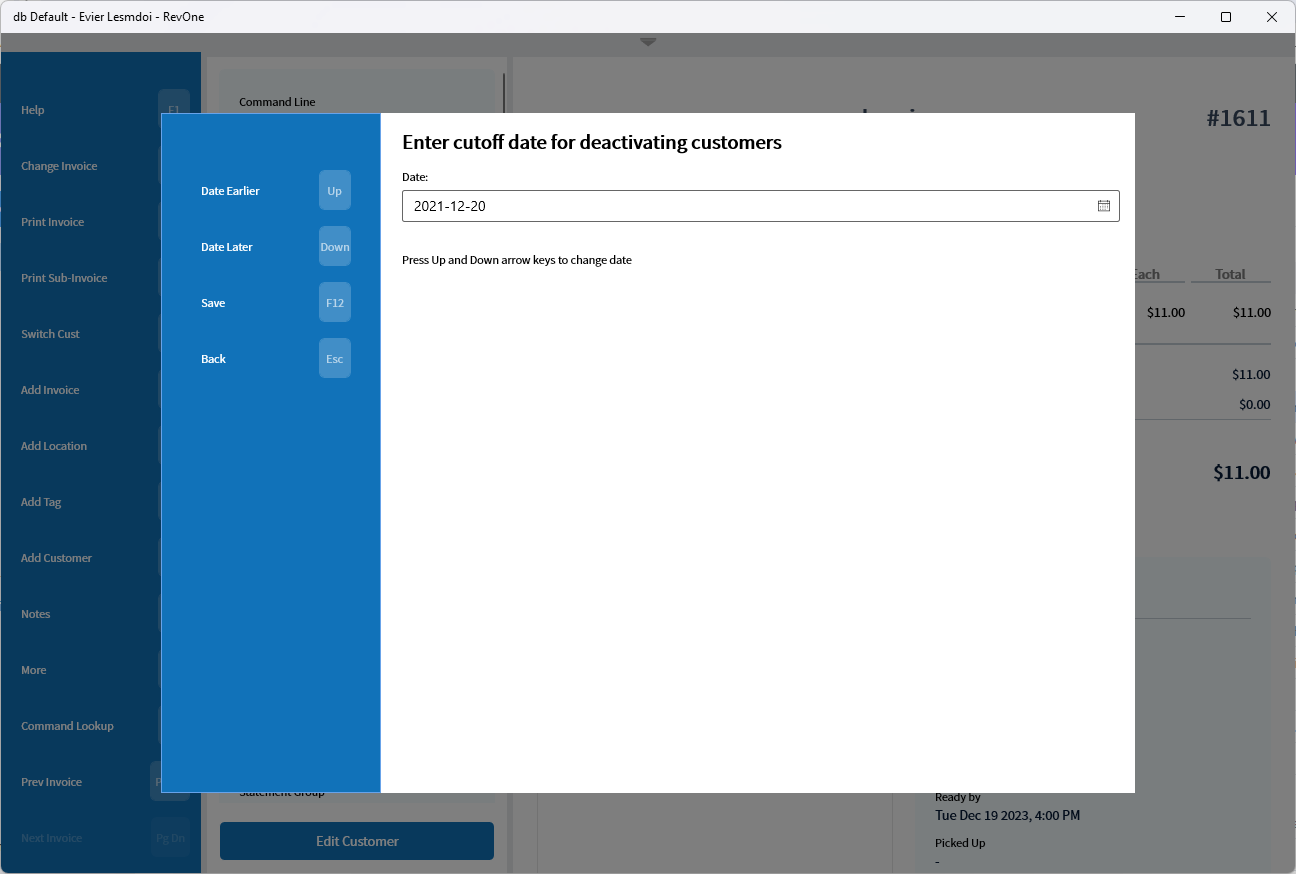 db Default - Evier Lesmdoi - RevOne
Help
F1
Change Invoice
Print Invoice
Print Sub-Invoice
Switch Cust
Add Invoice
Add Location
Add Tag
Add Customer
Notes
More
Command Lookup
Prev Invoice
Next Invoice
Pg Dn
Command Line
Date Earlier
Up
Date Later
Down
Save
F12
Back
Esc
Enter cutoff date for deactivating customers
Date:
2021-12-20
Press Up and Down arrow keys to change date
Statement Group
Edit Customer
#1611
Each Total
$11.00 $11.00
$11.00
$0.00
$11.00
Ready by
Tue Dec 19 2023, 4:00 PM
Picked Up
-